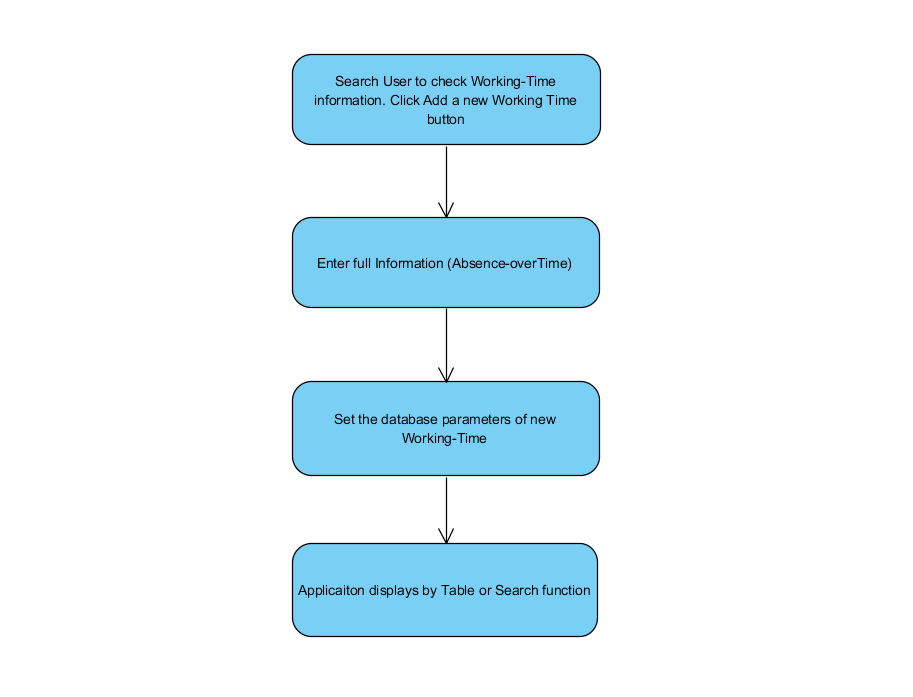 Search User to check Working-Time
information. Click Add a new Working Time
button
Enter full Information (Absence-overTime)
Set the database parameters of new
Working-Time
Applicaiton displays by Table or Search function